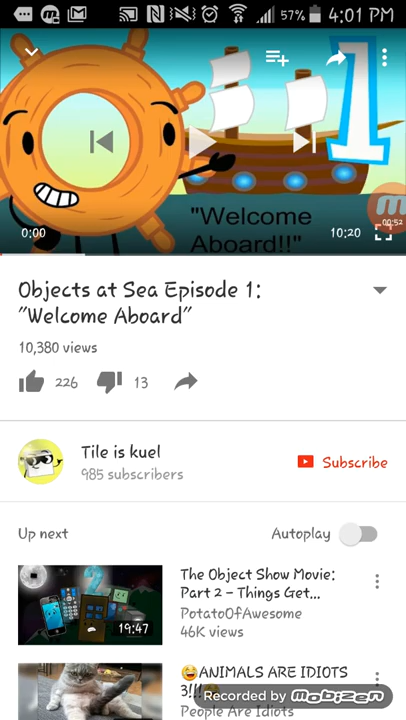 57% 4:01 PM
1
"Welcome
Aboard!!"
00:52
0:00 10:20
Objects at Sea Episode 1:
"Welcome Aboard"
10,380 views
226 13
Tile is kuel
985 subscribers
Subscribe
Up next Autoplay
The Object Show Movie:
Part 2 - Things Get...
PotatoOfAwesome
46K views
19:47
😂ANIMALS ARE IDIOTS
3!!!
People Are Idiots
Recorded by mobizen